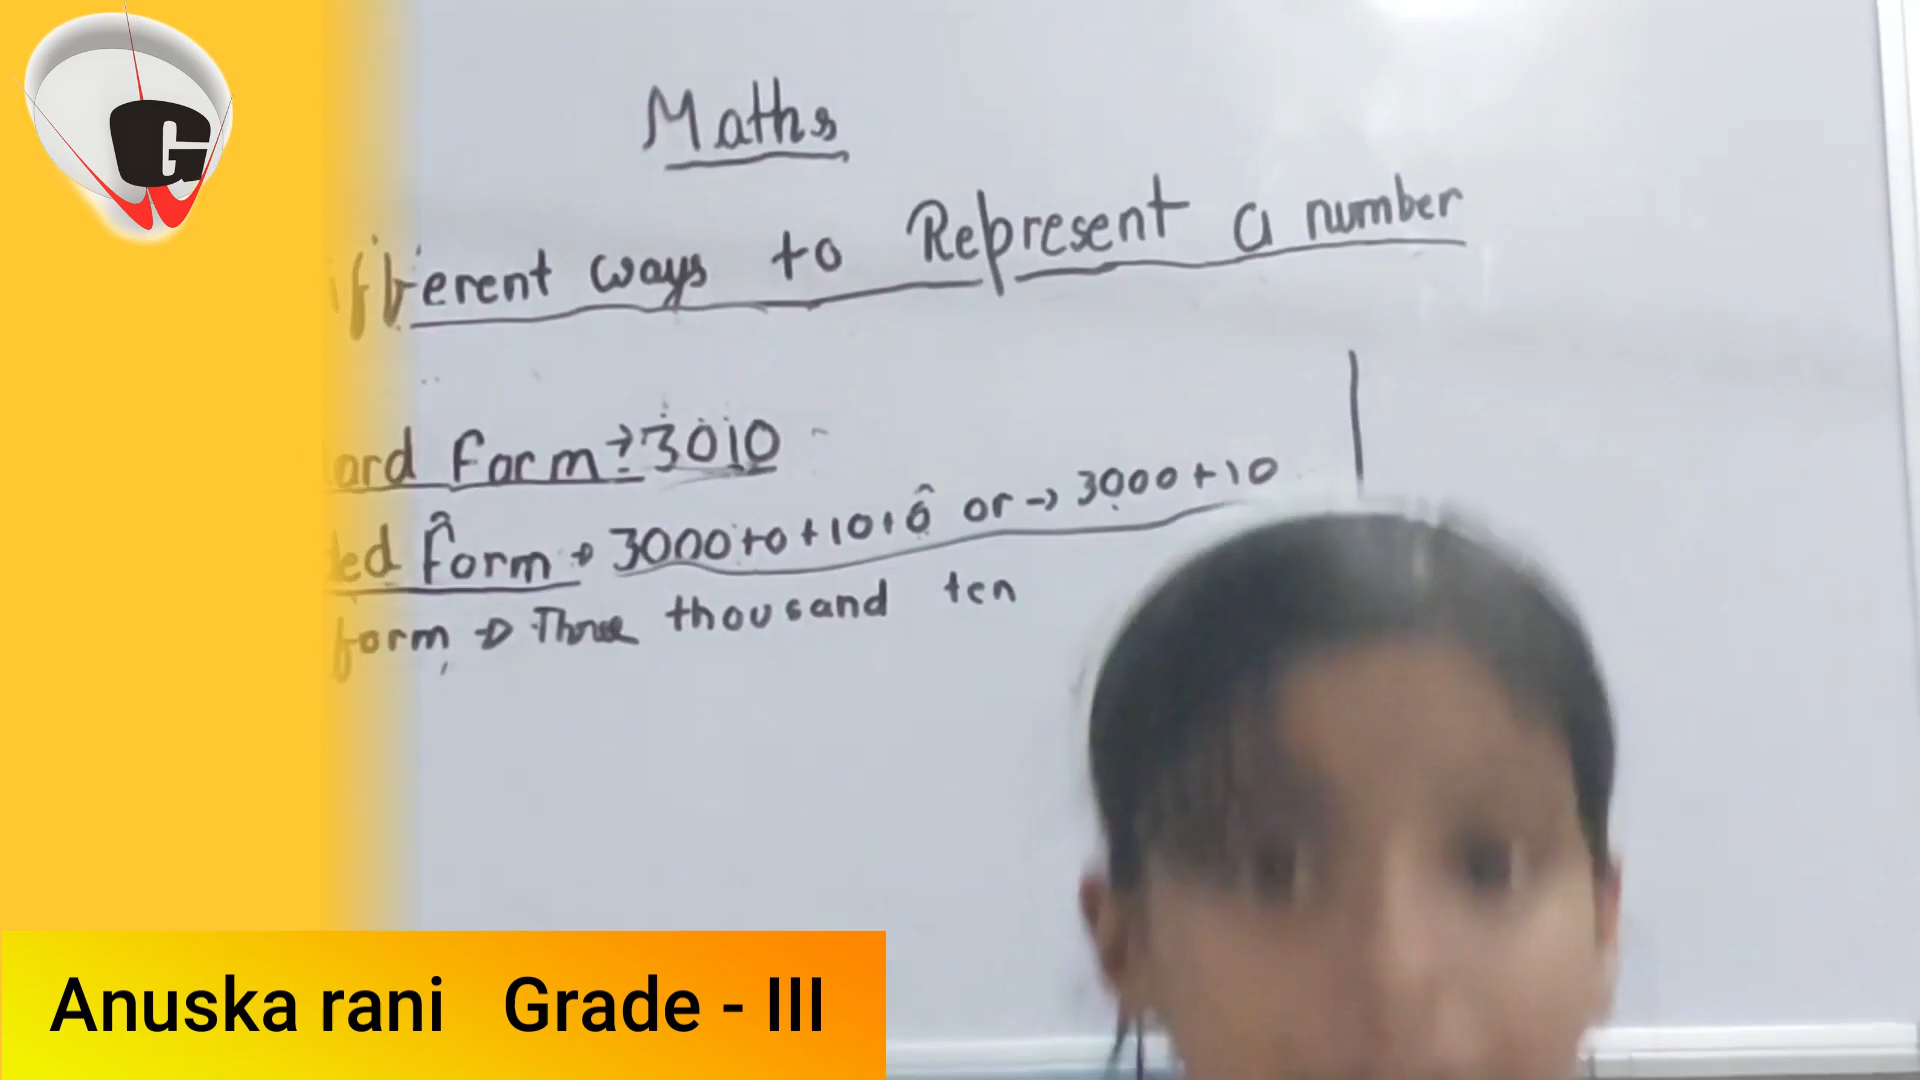 G
Maths
ifferent ways to Represent a number
ard form → 3010
ded form → 3000+0+10+0 or → 3000+10
form → Three thousand ten
Anuska rani Grade - III